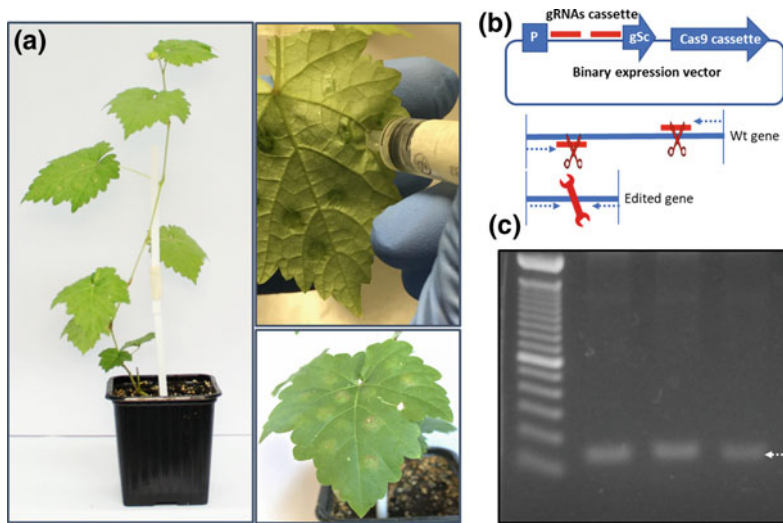 (a)
(b)
gRNAs cassette
P
gSc
Cas9 cassette
Binary expression vector
Wt gene
Edited gene
(c)